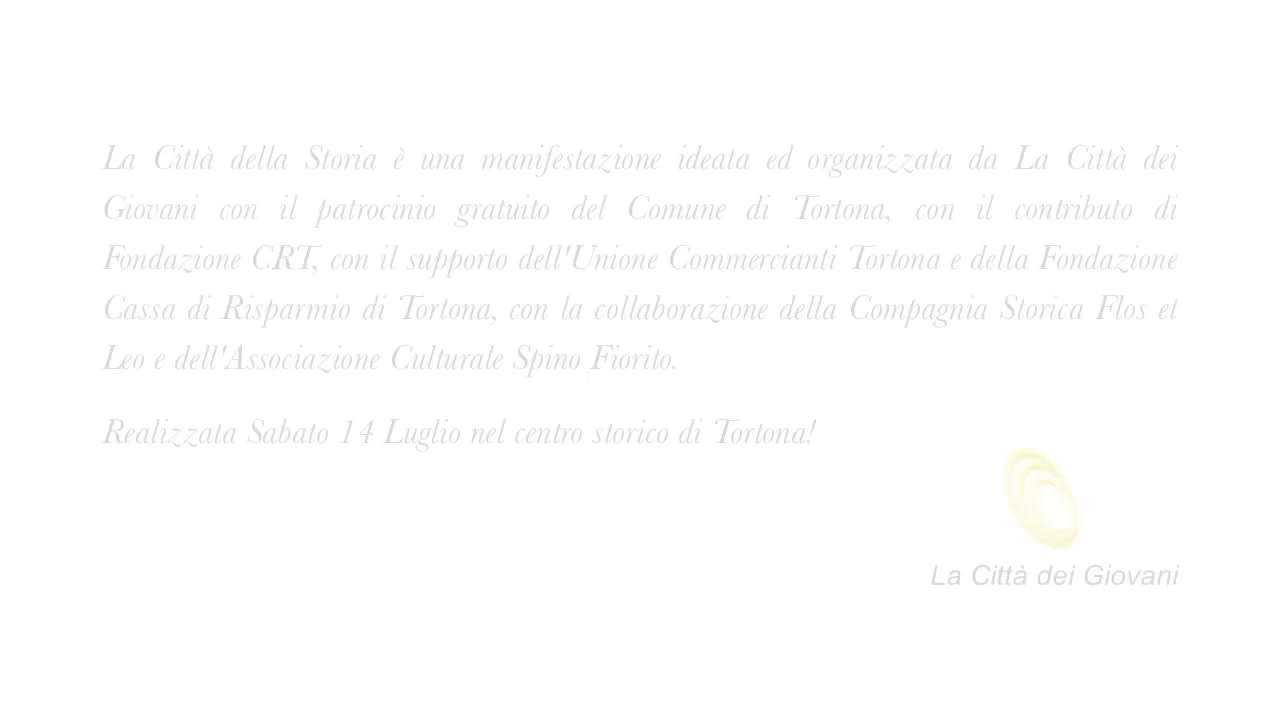 La Città della Storia è una manifestazione ideata ed organizzata da La Città dei
Giovani con il patrocinio gratuito del Comune di Tortona, con il contributo di
Fondazione CRT, con il supporto dell'Unione Commercianti Tortona e della Fondazione
Cassa di Risparmio di Tortona, con la collaborazione della Compagnia Storica Flos et
Leo e dell'Associazione Culturale Spino Fiorito.
Realizzata Sabato 14 Luglio nel centro storico di Tortona!
La Città dei Giovani